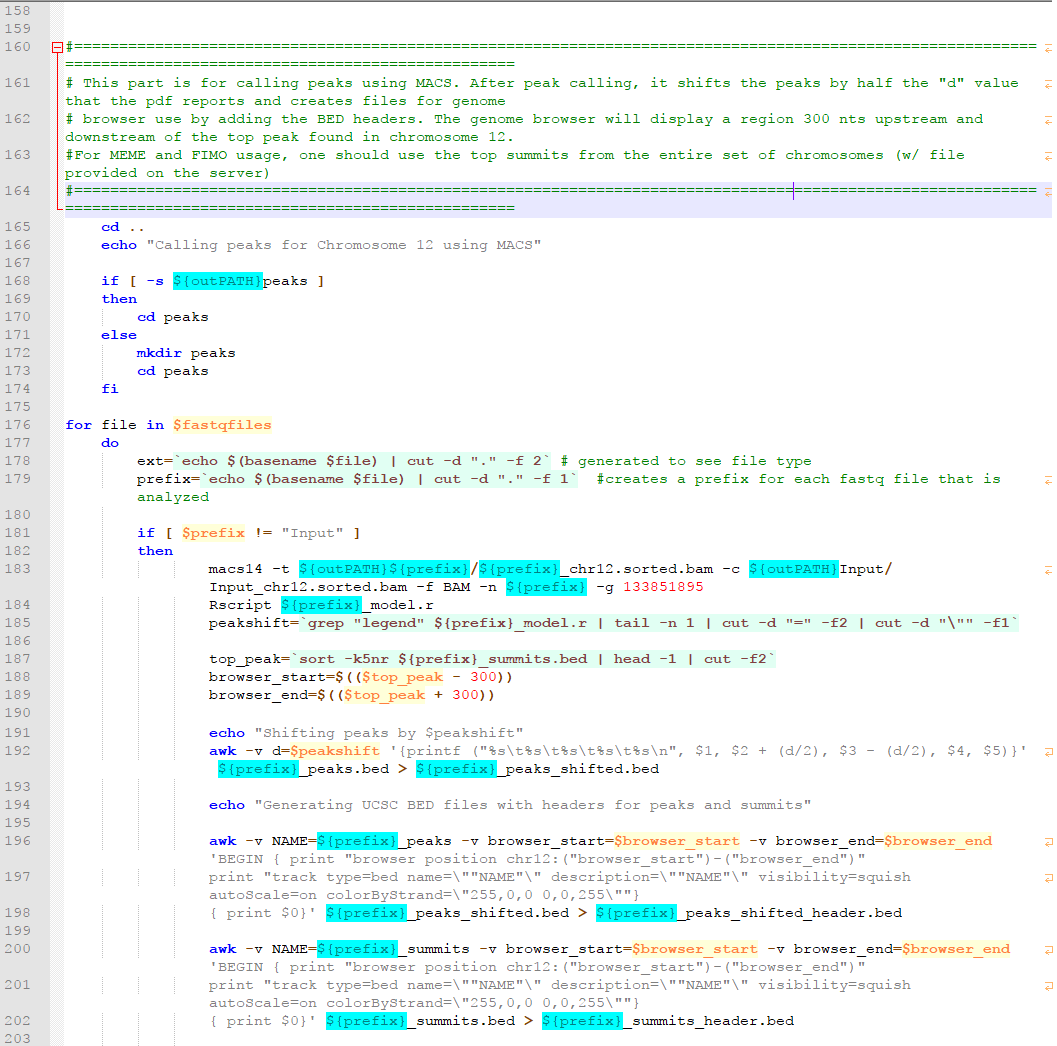 158
159
160 #===========================================================================================================
==================================================
161 # This part is for calling peaks using MACS. After peak calling, it shifts the peaks by half the "d" value
that the pdf reports and creates files for genome
162 # browser use by adding the BED headers. The genome browser will display a region 300 nts upstream and
downstream of the top peak found in chromosome 12.
163 #For MEME and FIMO usage, one should use the top summits from the entire set of chromosomes (w/ file
provided on the server)
164 #===========================================================================================================
==================================================
165 cd ..
166 echo "Calling peaks for Chromosome 12 using MACS"
167
168 if [ -s ${outPATH}peaks ]
169 then
170 cd peaks
171 else
172 mkdir peaks
173 cd peaks
174 fi
175
176 for file in $fastqfiles
177 do
178 ext=`echo $(basename $file) | cut -d "." -f 2` # generated to see file type
179 prefix=`echo $(basename $file) | cut -d "." -f 1` #creates a prefix for each fastq file that is
analyzed
180
181 if [ $prefix != "Input" ]
182 then
183 macs14 -t ${outPATH}${prefix}/${prefix}_chr12.sorted.bam -c ${outPATH}Input/
Input_chr12.sorted.bam -f BAM -n ${prefix} -g 133851895
184 Rscript ${prefix}_model.r
185 peakshift=`grep "legend" ${prefix}_model.r | tail -n 1 | cut -d "=" -f2 | cut -d "\"" -f1`
186
187 top_peak=`sort -k5nr ${prefix}_summits.bed | head -1 | cut -f2`
188 browser_start=$(($top_peak - 300))
189 browser_end=$(($top_peak + 300))
190
191 echo "Shifting peaks by $peakshift"
192 awk -v d=$peakshift '{printf ("%s\t%s\t%s\t%s\t%s\n", $1, $2 + (d/2), $3 - (d/2), $4, $5)}'
${prefix}_peaks.bed > ${prefix}_peaks_shifted.bed
193
194 echo "Generating UCSC BED files with headers for peaks and summits"
195
196 awk -v NAME=${prefix}_peaks -v browser_start=$browser_start -v browser_end=$browser_end
'BEGIN { print "browser position chr12:("browser_start")-("browser_end")"
197 print "track type=bed name=\""NAME"\" description=\""NAME"\" visibility=squish
autoScale=on colorByStrand=\"255,0,0 0,0,255\""}
198 { print $0}' ${prefix}_peaks_shifted.bed > ${prefix}_peaks_shifted_header.bed
199
200 awk -v NAME=${prefix}_summits -v browser_start=$browser_start -v browser_end=$browser_end
'BEGIN { print "browser position chr12:("browser_start")-("browser_end")"
201 print "track type=bed name=\""NAME"\" description=\""NAME"\" visibility=squish
autoScale=on colorByStrand=\"255,0,0 0,0,255\""}
202 { print $0}' ${prefix}_summits.bed > ${prefix}_summits_header.bed
203